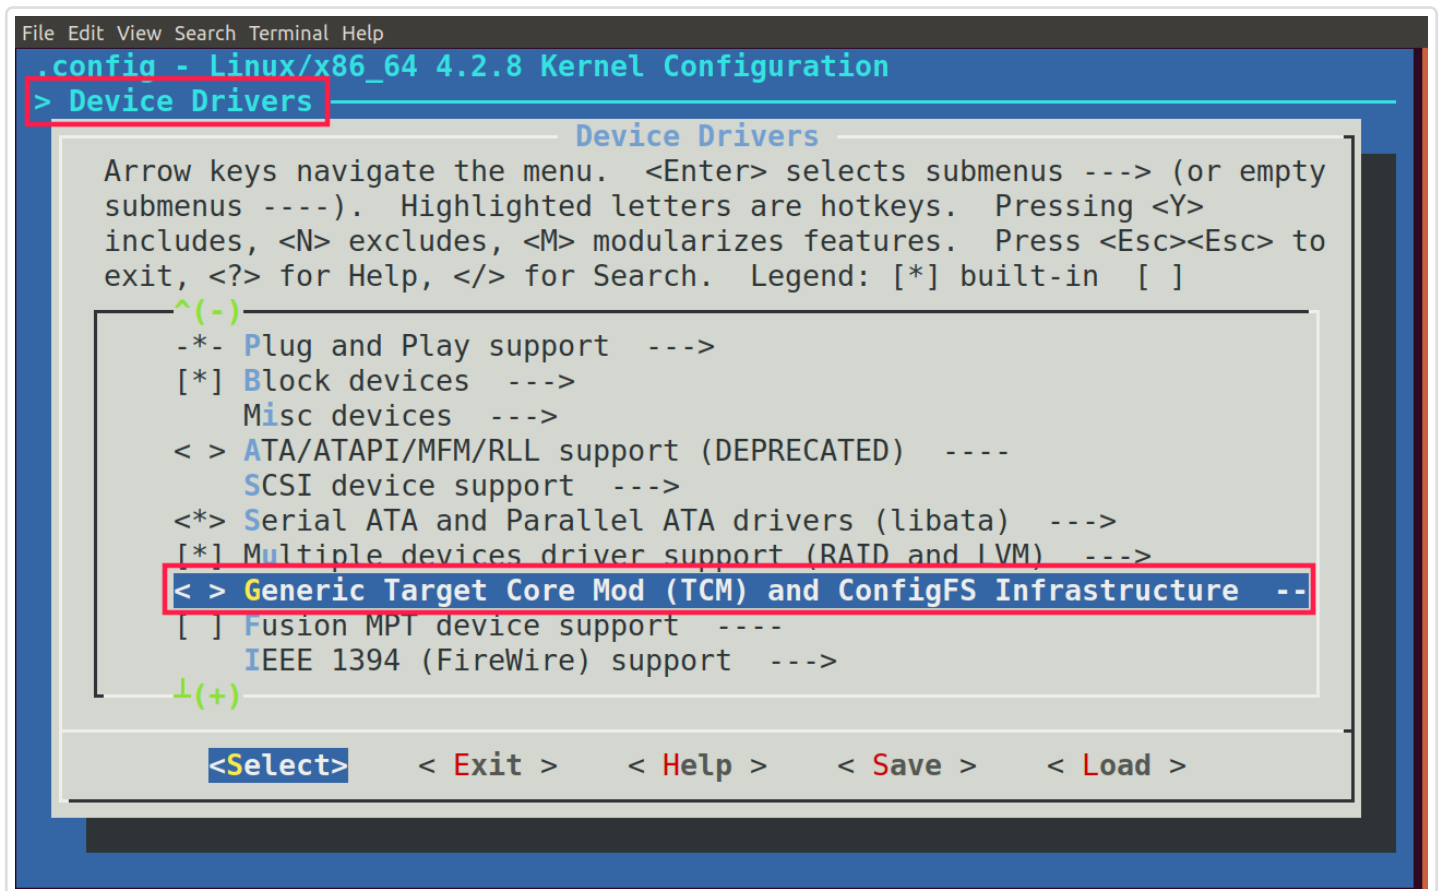 File Edit View Search Terminal Help
.config - Linux/x86_64 4.2.8 Kernel Configuration
> Device Drivers
Device Drivers
Arrow keys navigate the menu.  <Enter> selects submenus ---> (or empty
submenus ----).  Highlighted letters are hotkeys.  Pressing <Y>
includes, <N> excludes, <M> modularizes features.  Press <Esc><Esc> to
exit, <?> for Help, </> for Search.  Legend: [*] built-in  [ ]
^(-)
-*- Plug and Play support  --->
[*] Block devices  --->
Misc devices  --->
< > ATA/ATAPI/MFM/RLL support (DEPRECATED)  ----
SCSI device support  --->
<*> Serial ATA and Parallel ATA drivers (libata)  --->
[*] Multiple devices driver support (RAID and LVM)  --->
< > Generic Target Core Mod (TCM) and ConfigFS Infrastructure  --
[ ] Fusion MPT device support  ----
IEEE 1394 (FireWire) support  --->
┴(+)
<Select>    < Exit >    < Help >    < Save >    < Load >